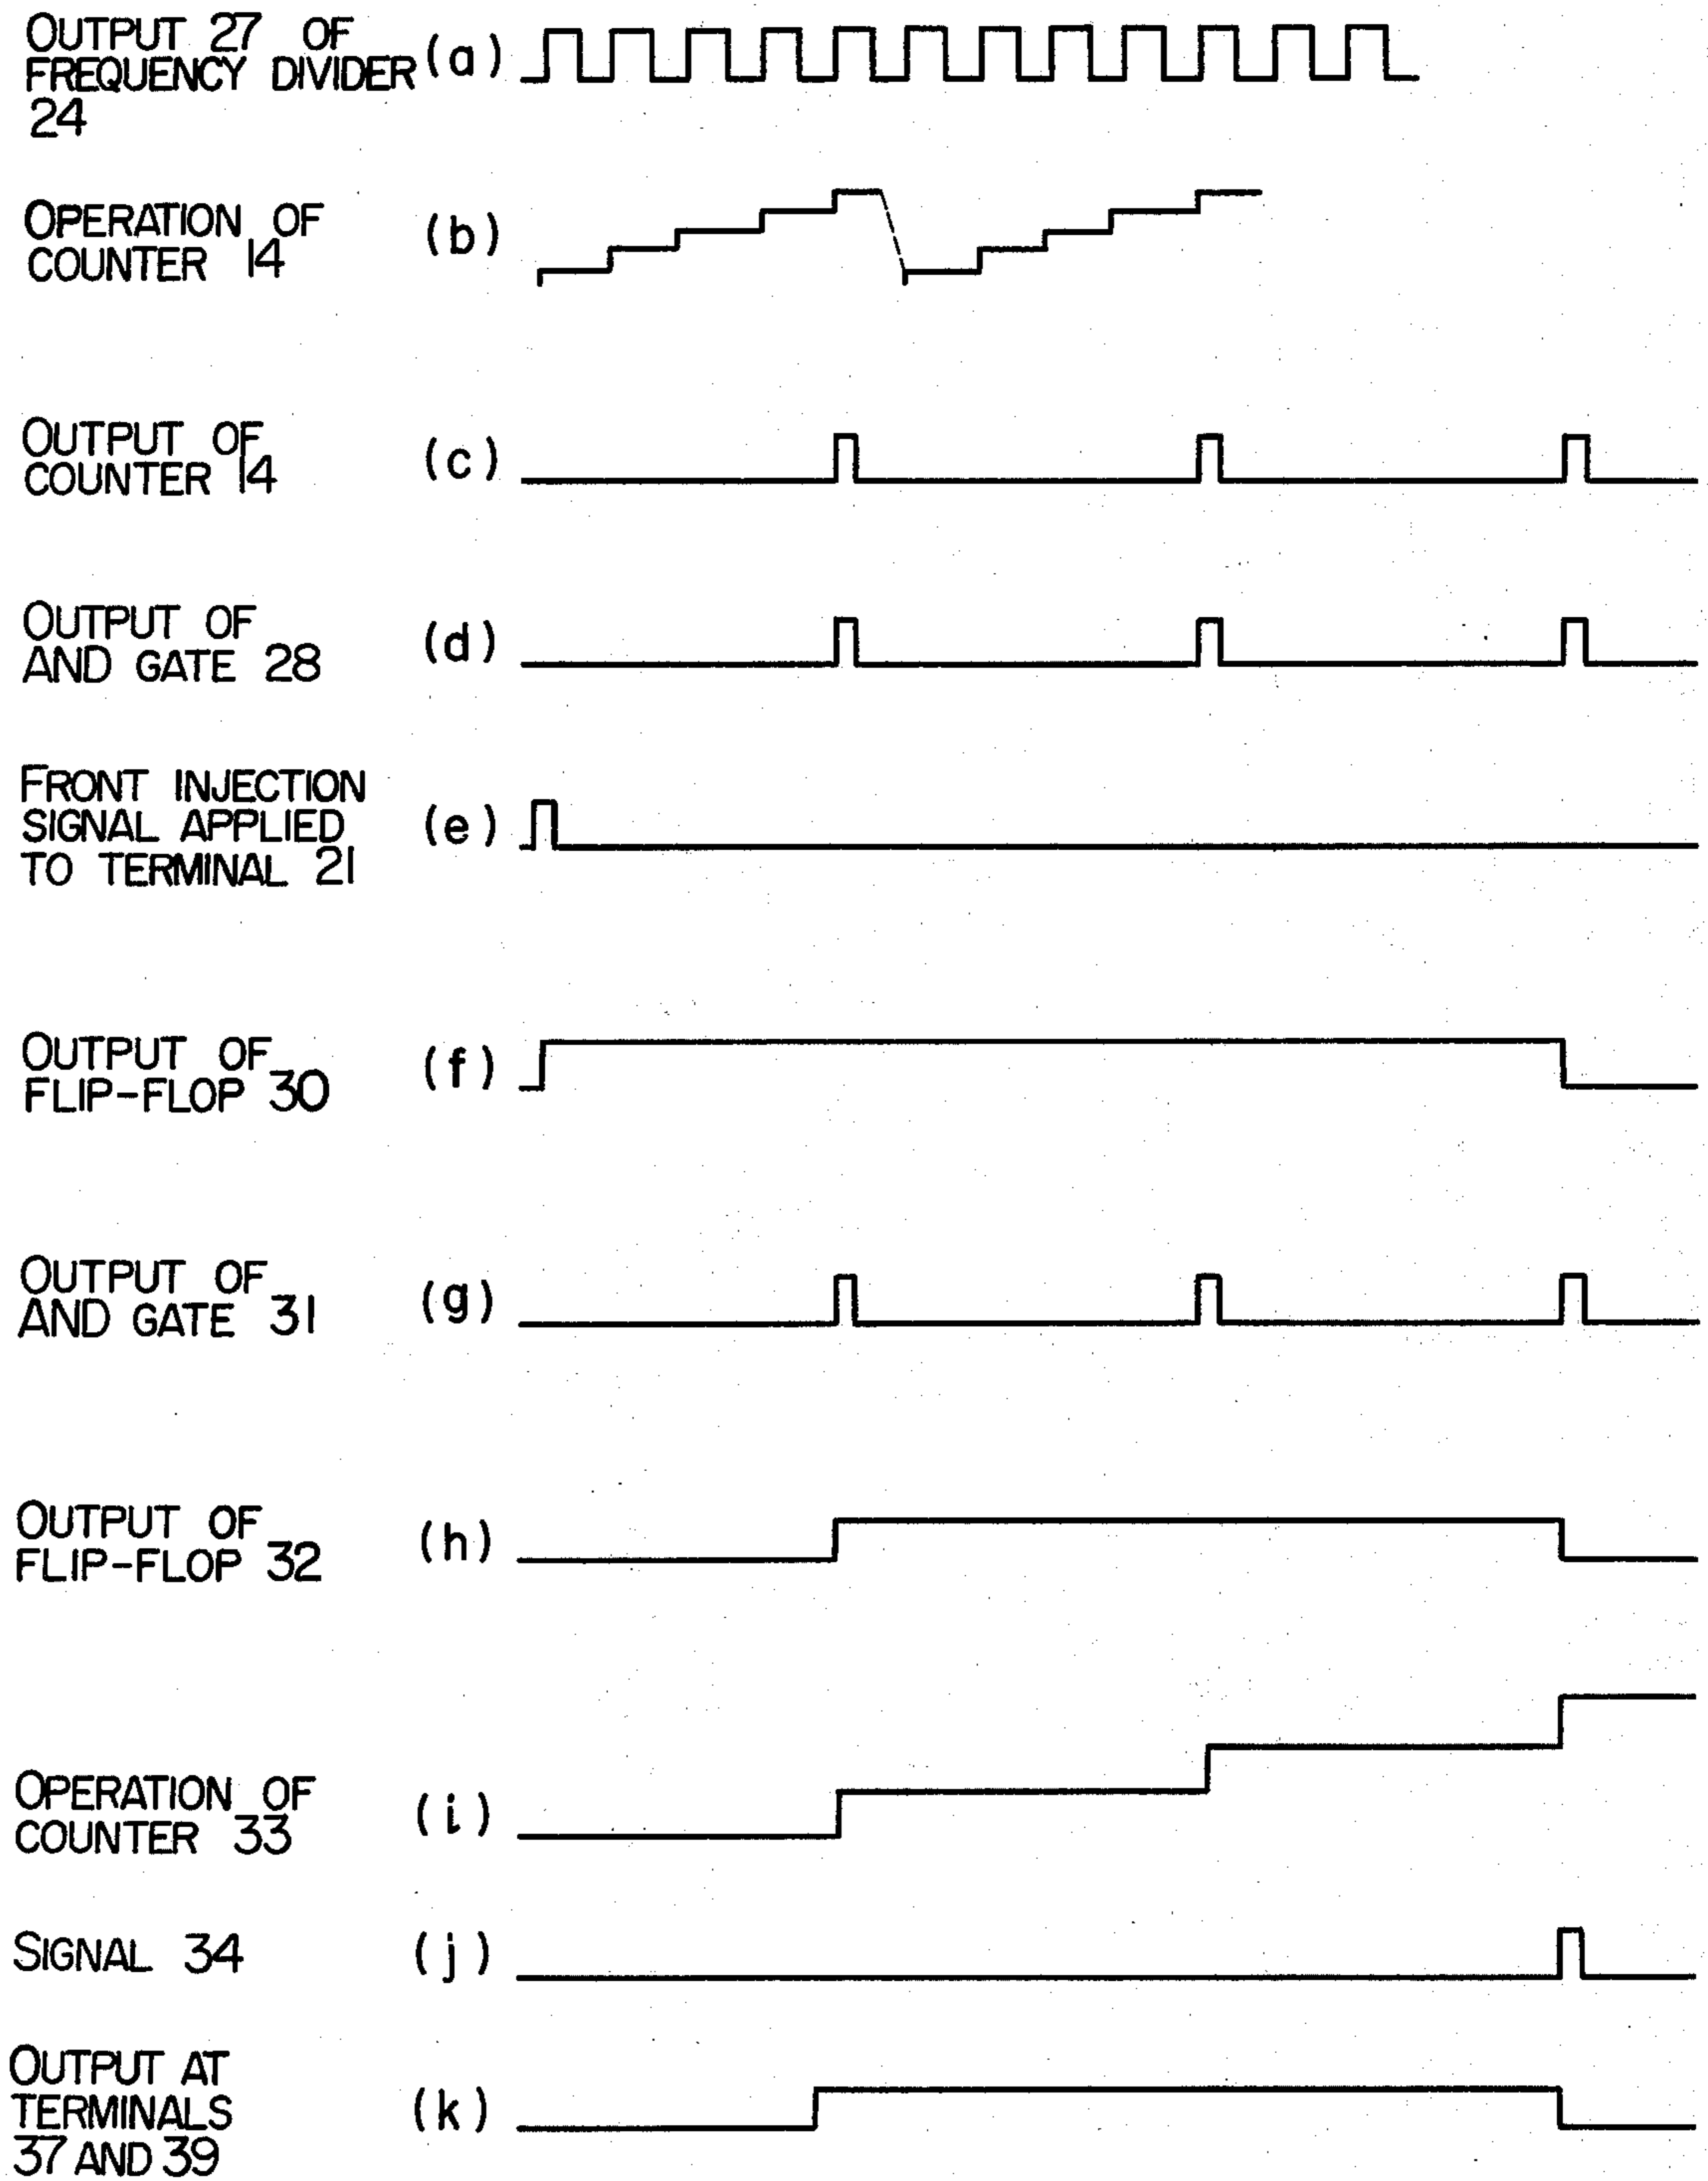 OUTPUT 27 OF
FREQUENCY DIVIDER (a)
24
OPERATION OF
COUNTER 14 (b)
OUTPUT OF
COUNTER 14 (c)
OUTPUT OF
AND GATE 28 (d)
FRONT INJECTION
SIGNAL APPLIED (e)
TO TERMINAL 21
OUTPUT OF
FLIP-FLOP 30 (f)
OUTPUT OF
AND GATE 31 (g)
OUTPUT OF
FLIP-FLOP 32 (h)
OPERATION OF
COUNTER 33 (i)
SIGNAL 34 (j)
OUTPUT AT
TERMINALS (k)
37 AND 39